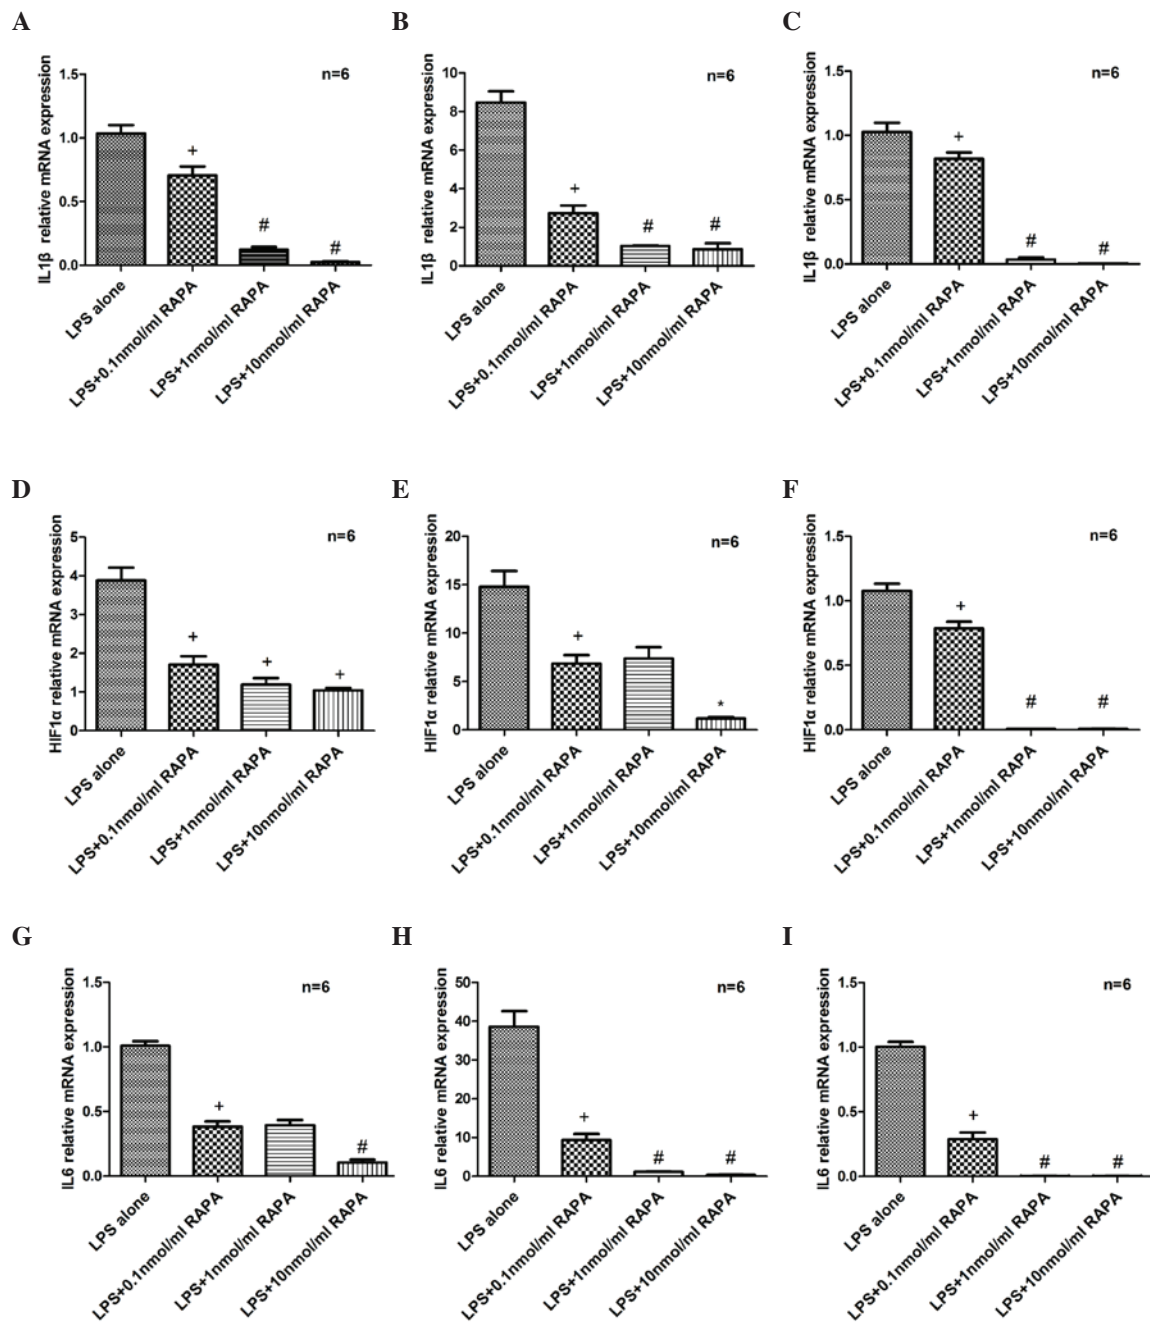 A
IL1β relative mRNA expression
1.5
1.0
0.5
0.0
n=6
+
#
#
LPS alone
LPS+0.1nmol/ml RAPA
LPS+1nmol/ml RAPA
LPS+10nmol/ml RAPA
B
IL1β relative mRNA expression
10
8
6
4
2
0
n=6
+
#
#
LPS alone
LPS+0.1nmol/ml RAPA
LPS+1nmol/ml RAPA
LPS+10nmol/ml RAPA
C
IL1β relative mRNA expression
1.5
1.0
0.5
0.0
n=6
+
#
#
LPS alone
LPS+0.1nmol/ml RAPA
LPS+1nmol/ml RAPA
LPS+10nmol/ml RAPA
D
HIF1α relative mRNA expression
5
4
3
2
1
0
n=6
+
+
+
LPS alone
LPS+0.1nmol/ml RAPA
LPS+1nmol/ml RAPA
LPS+10nmol/ml RAPA
E
HIF1α relative mRNA expression
20
15
10
5
0
n=6
+
*
LPS alone
LPS+0.1nmol/ml RAPA
LPS+1nmol/ml RAPA
LPS+10nmol/ml RAPA
F
HIF1α relative mRNA expression
1.5
1.0
0.5
0.0
n=6
+
#
#
LPS alone
LPS+0.1nmol/ml RAPA
LPS+1nmol/ml RAPA
LPS+10nmol/ml RAPA
G
IL6 relative mRNA expression
1.5
1.0
0.5
0.0
n=6
+
#
LPS alone
LPS+0.1nmol/ml RAPA
LPS+1nmol/ml RAPA
LPS+10nmol/ml RAPA
H
IL6 relative mRNA expression
50
40
30
20
10
0
n=6
+
#
#
LPS alone
LPS+0.1nmol/ml RAPA
LPS+1nmol/ml RAPA
LPS+10nmol/ml RAPA
I
IL6 relative mRNA expression
1.5
1.0
0.5
0.0
n=6
+
#
#
LPS alone
LPS+0.1nmol/ml RAPA
LPS+1nmol/ml RAPA
LPS+10nmol/ml RAPA